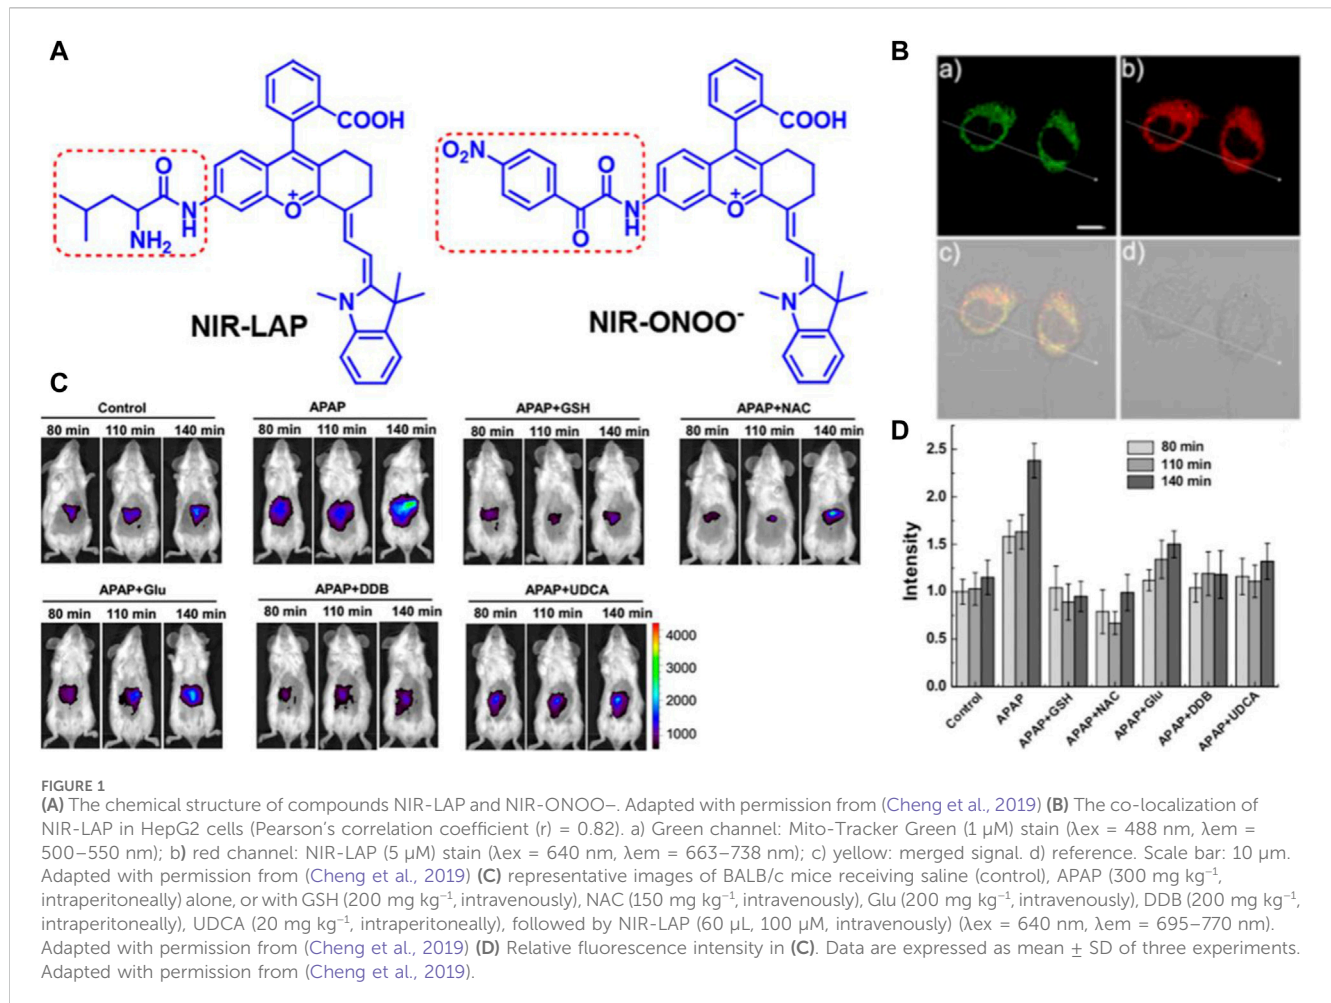 A
COOH
O
N
H
NH2
+
O
N
NIR-LAP
COOH
O2N
O
O
N
H
+
O
N
NIR-ONOO-
B
a)
b)
c)
d)
C
Control
80 min 110 min 140 min
APAP
80 min 110 min 140 min
APAP+GSH
80 min 110 min 140 min
APAP+NAC
80 min 110 min 140 min
APAP+Glu
80 min 110 min 140 min
APAP+DDB
80 min 110 min 140 min
APAP+UDCA
80 min 110 min 140 min
4000
3000
2000
1000
D
2.5
2.0
1.5
1.0
0.5
0.0
Intensity
80 min
110 min
140 min
Control
APAP
APAP+GSH
APAP+NAC
APAP+Glu
APAP+DDB
APAP+UDCA
FIGURE 1
(A) The chemical structure of compounds NIR-LAP and NIR-ONOO–. Adapted with permission from (Cheng et al., 2019) (B) The co-localization of
NIR-LAP in HepG2 cells (Pearson's correlation coefficient (r) = 0.82). a) Green channel: Mito-Tracker Green (1 μM) stain (λex = 488 nm, λem =
500–550 nm); b) red channel: NIR-LAP (5 μM) stain (λex = 640 nm, λem = 663–738 nm); c) yellow: merged signal. d) reference. Scale bar: 10 μm.
Adapted with permission from (Cheng et al., 2019) (C) representative images of BALB/c mice receiving saline (control), APAP (300 mg kg⁻¹,
intraperitoneally) alone, or with GSH (200 mg kg⁻¹, intravenously), NAC (150 mg kg⁻¹, intravenously), Glu (200 mg kg⁻¹, intravenously), DDB (200 mg kg⁻¹,
intraperitoneally), UDCA (20 mg kg⁻¹, intraperitoneally), followed by NIR-LAP (60 μL, 100 μM, intravenously) (λex = 640 nm, λem = 695–770 nm).
Adapted with permission from (Cheng et al., 2019) (D) Relative fluorescence intensity in (C). Data are expressed as mean ± SD of three experiments.
Adapted with permission from (Cheng et al., 2019).